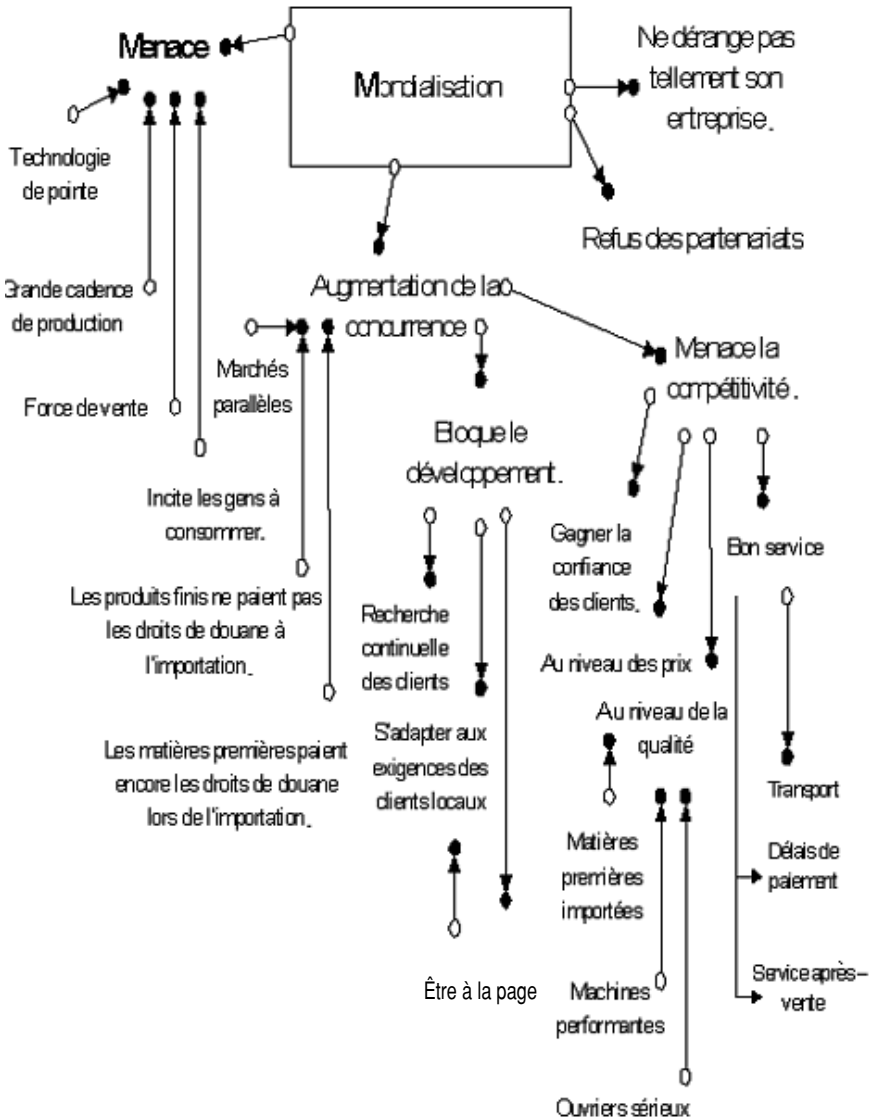 Menace
Mondialisation
Ne dérange pas
tellement son
entreprise.
Technologie
de pointe
Refus des partenariats
Grande cadence
de production
Augmentation de la
concurrence
Marchés
parallèles
Menace la
compétitivité.
Force de vente
Bloque le
développement.
Incite les gens à
consommer.
Gagner la
confiance
des clients.
Bon service
Les produits finis ne paient pas
les droits de douane à
l'importation.
Recherche
continuelle
des clients
Au niveau des prix
Au niveau de la
qualité
S'adapter aux
exigences des
clients locaux
Les matières premières paient
encore les droits de douane
lors de l'importation.
Transport
Matières
premières
importées
Délais de
paiement
Être à la page
Machines
performantes
Service après–
vente
Ouvriers sérieux